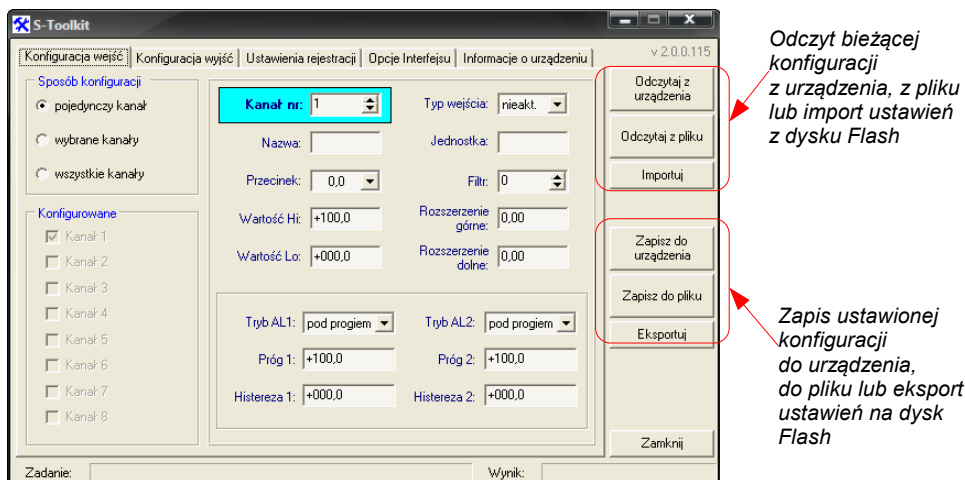 S-Toolkit
Konfiguracja wejść
Konfiguracja wyjść
Ustawienia rejestracji
Opcje Interfejsu
Informacje o urządzeniu
v 2.0.0.115
Sposób konfiguracji
pojedynczy kanał
wybrane kanały
wszystkie kanały
Konfigurowane
Kanał 1
Kanał 2
Kanał 3
Kanał 4
Kanał 5
Kanał 6
Kanał 7
Kanał 8
Kanał nr: 1
Typ wejścia: nieakt.
Nazwa:
Jednostka:
Przecinek: 0,0
Filtr: 0
Wartość Hi: +100,0
Rozszerzenie
górne: 0,00
Wartość Lo: +000,0
Rozszerzenie
dolne: 0,00
Tryb AL1: pod progiem
Tryb AL2: pod progiem
Próg 1: +100,0
Próg 2: +100,0
Histereza 1: +000,0
Histereza 2: +000,0
Odczytaj z
urządzenia
Odczytaj z pliku
Importuj
Zapisz do
urządzenia
Zapisz do pliku
Eksportuj
Zamknij
Zadanie:
Wynik:
Odczyt bieżącej
konfiguracji
z urządzenia, z pliku
lub import ustawień
z dysku Flash
Zapis ustawionej
konfiguracji
do urządzenia,
do pliku lub eksport
ustawień na dysk
Flash